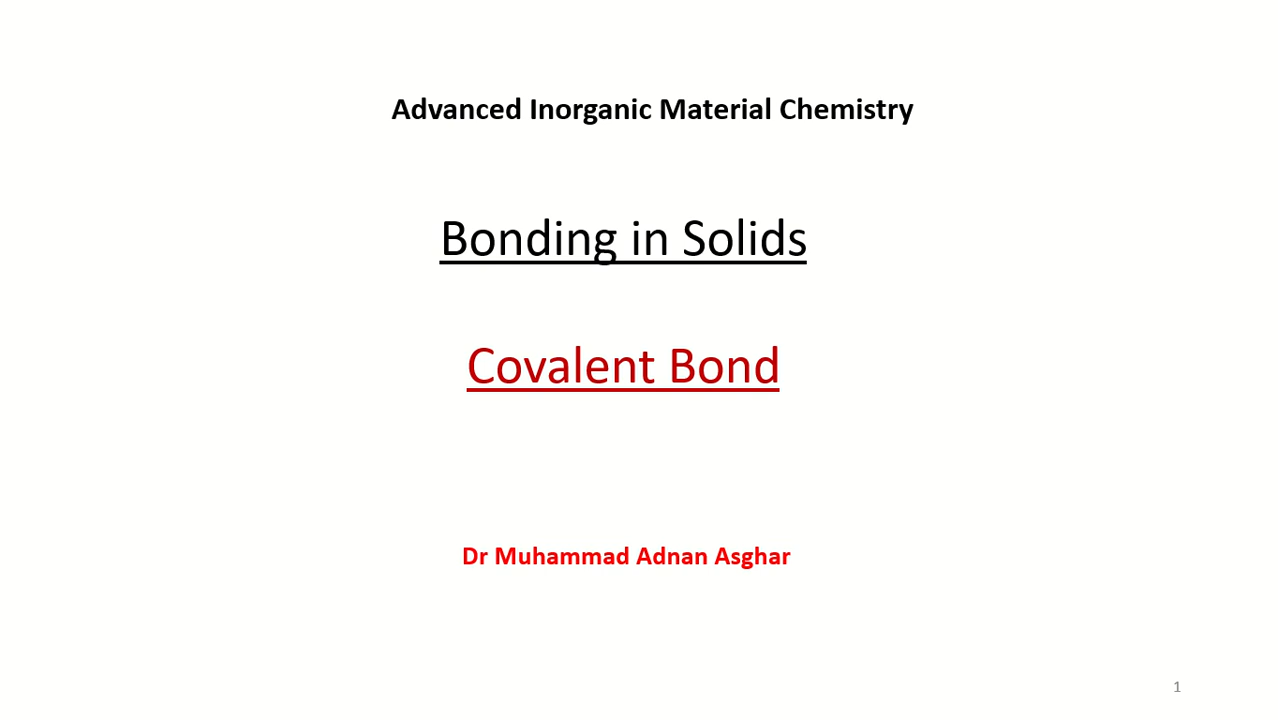 Advanced Inorganic Material Chemistry
Bonding in Solids
Covalent Bond
Dr Muhammad Adnan Asghar
1